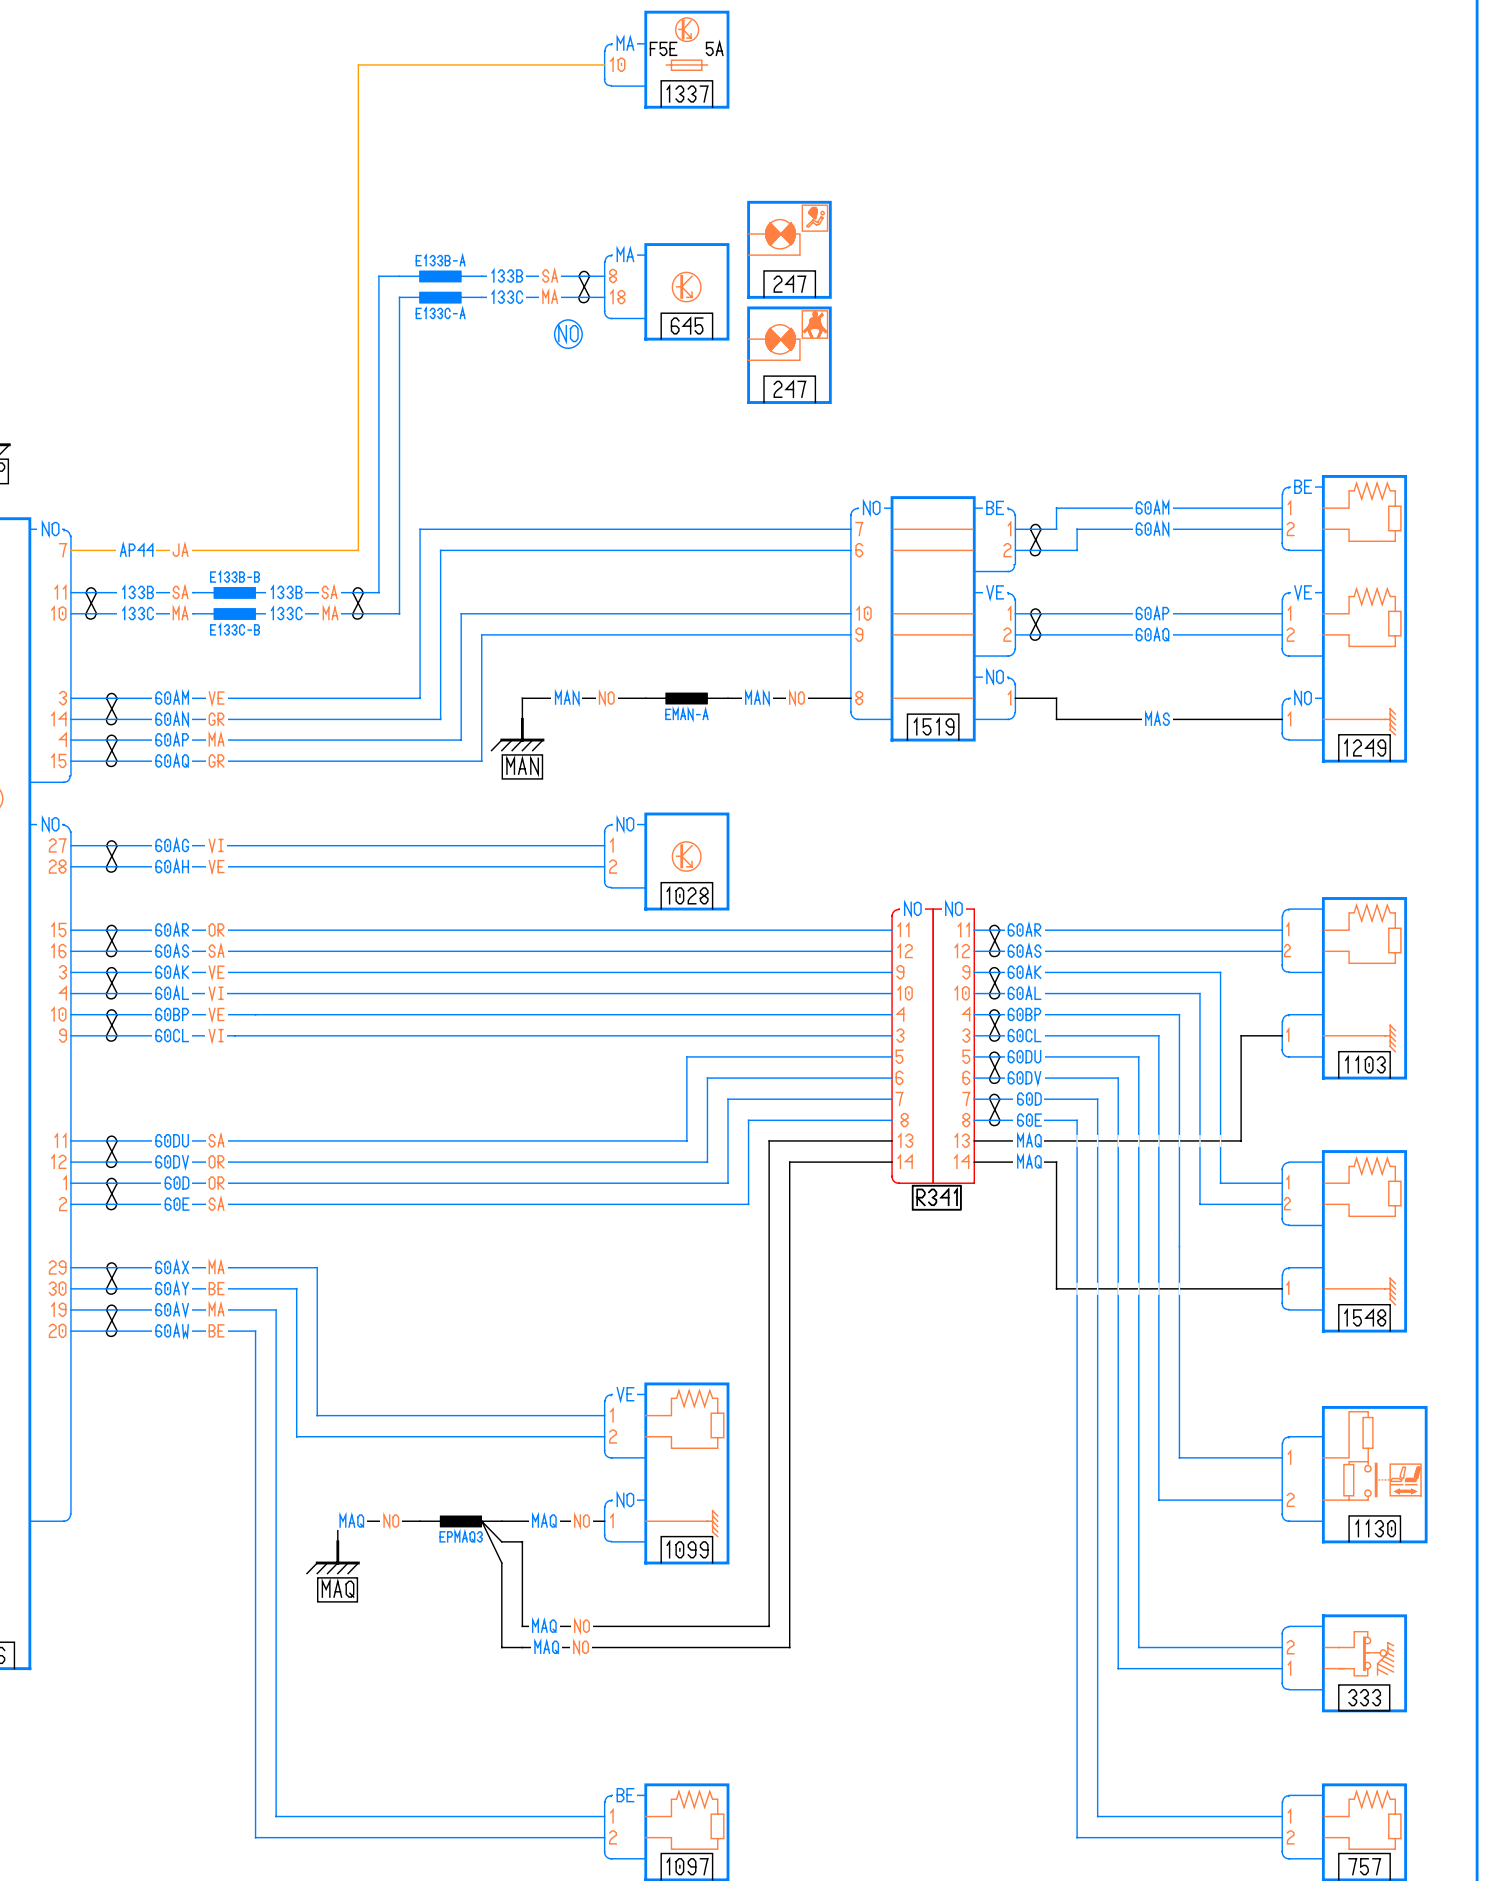 MA
F5E 5A
10
1337
247
E133B-A
MA
133B SA 8
133C MA 18
E133C-A
645
NO
247
BE
NO BE 1 60AM
NO 7 1 60AN 2
7 AP44 JA 6 2
E133B-B
11 133B SA 133B SA VE VE
10 133C MA 133C MA 10 1 60AP 1
E133C-B 9 2 60AQ 2
NO
3 60AM VE MAN NO MAN NO 8 1 NO
14 60AN GR EMAN-A MAS 1
4 60AP MA 1519
15 60AQ GR MAN 1249
NO NO
27 60AG VI 1
28 60AH VE 2
1028
NO NO
15 60AR OR 11 11 60AR 1
16 60AS SA 12 12 60AS 2
3 60AK VE 9 9 60AK
4 60AL VI 10 10 60AL
10 60BP VE 4 4 60BP
9 60CL VI 3 3 60CL 1
5 5 60DU
6 6 60DV 1103
7 7 60D
8 8 60E
11 60DU SA 13 13 MAQ
12 60DV OR 14 14 MAQ
1 60D OR R341 1
2 60E SA 2
29 60AX MA
30 60AY BE 1
19 60AV MA 1548
20 60AW BE
VE
1
2 1
NO 2
MAQ NO MAQ NO 1
EPMAQ3 1130
1099
MAQ
MAQ NO
MAQ NO 2
1
333
BE
1 1
2 2
1097 757